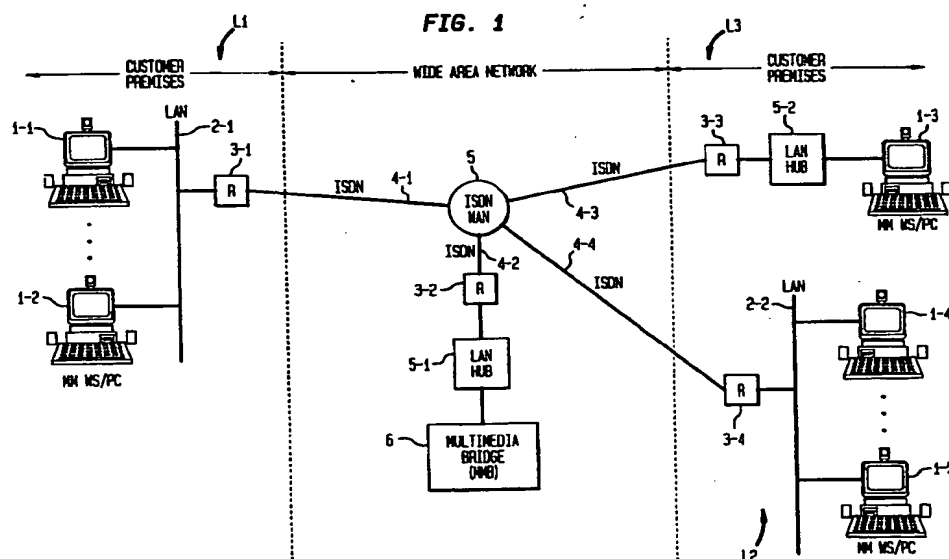 FIG. 1
L1
L3
CUSTOMER PREMISES
WIDE AREA NETWORK
CUSTOMER PREMISES
LAN
2-1
1-1
3-1
R
ISDN
4-1
5
ISDN
WAN
ISDN
4-3
3-3
R
5-2
LAN
HUB
1-3
MM WS/PC
ISDN
4-2
4-4
ISDN
3-2
R
1-2
MM WS/PC
5-1
LAN
HUB
6
MULTIMEDIA
BRIDGE
(MMB)
R
3-4
LAN
2-2
1-4
1-5
MM WS/PC
L2